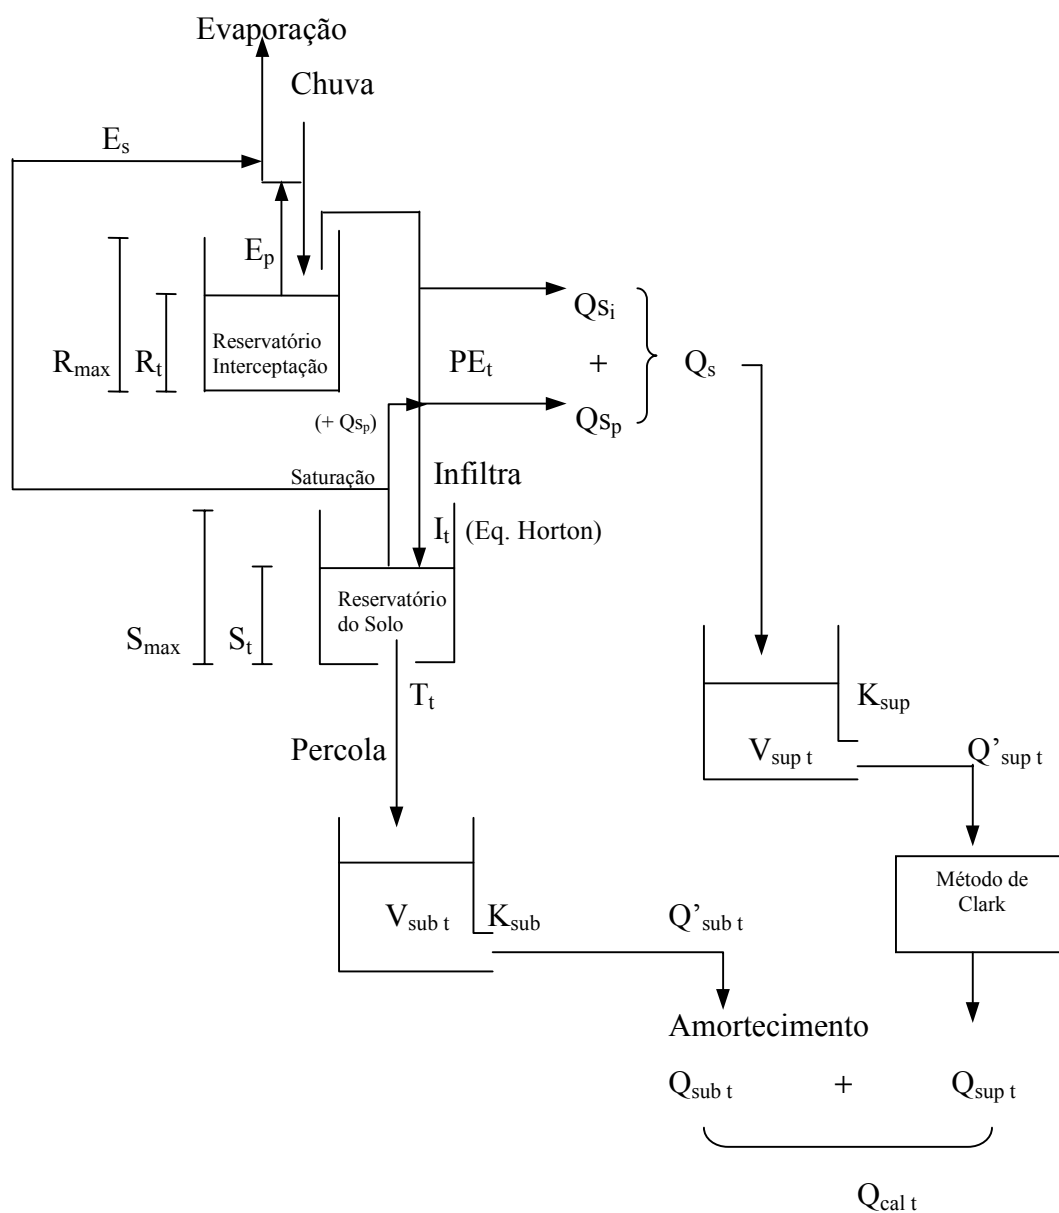 Evaporação
Chuva
Es
Ep
Rmax
Rt
Reservatório
Interceptação
PEt
Qsi
+
Qsp
Qs
(+ Qsp)
Saturação
Infiltra
It (Eq. Horton)
Smax
St
Reservatório
do Solo
Tt
Percola
Ksup
Vsup t
Q’sup t
Método de
Clark
Vsub t
Ksub
Q’sub t
Amortecimento
Qsub t + Qsup t
Qcal t